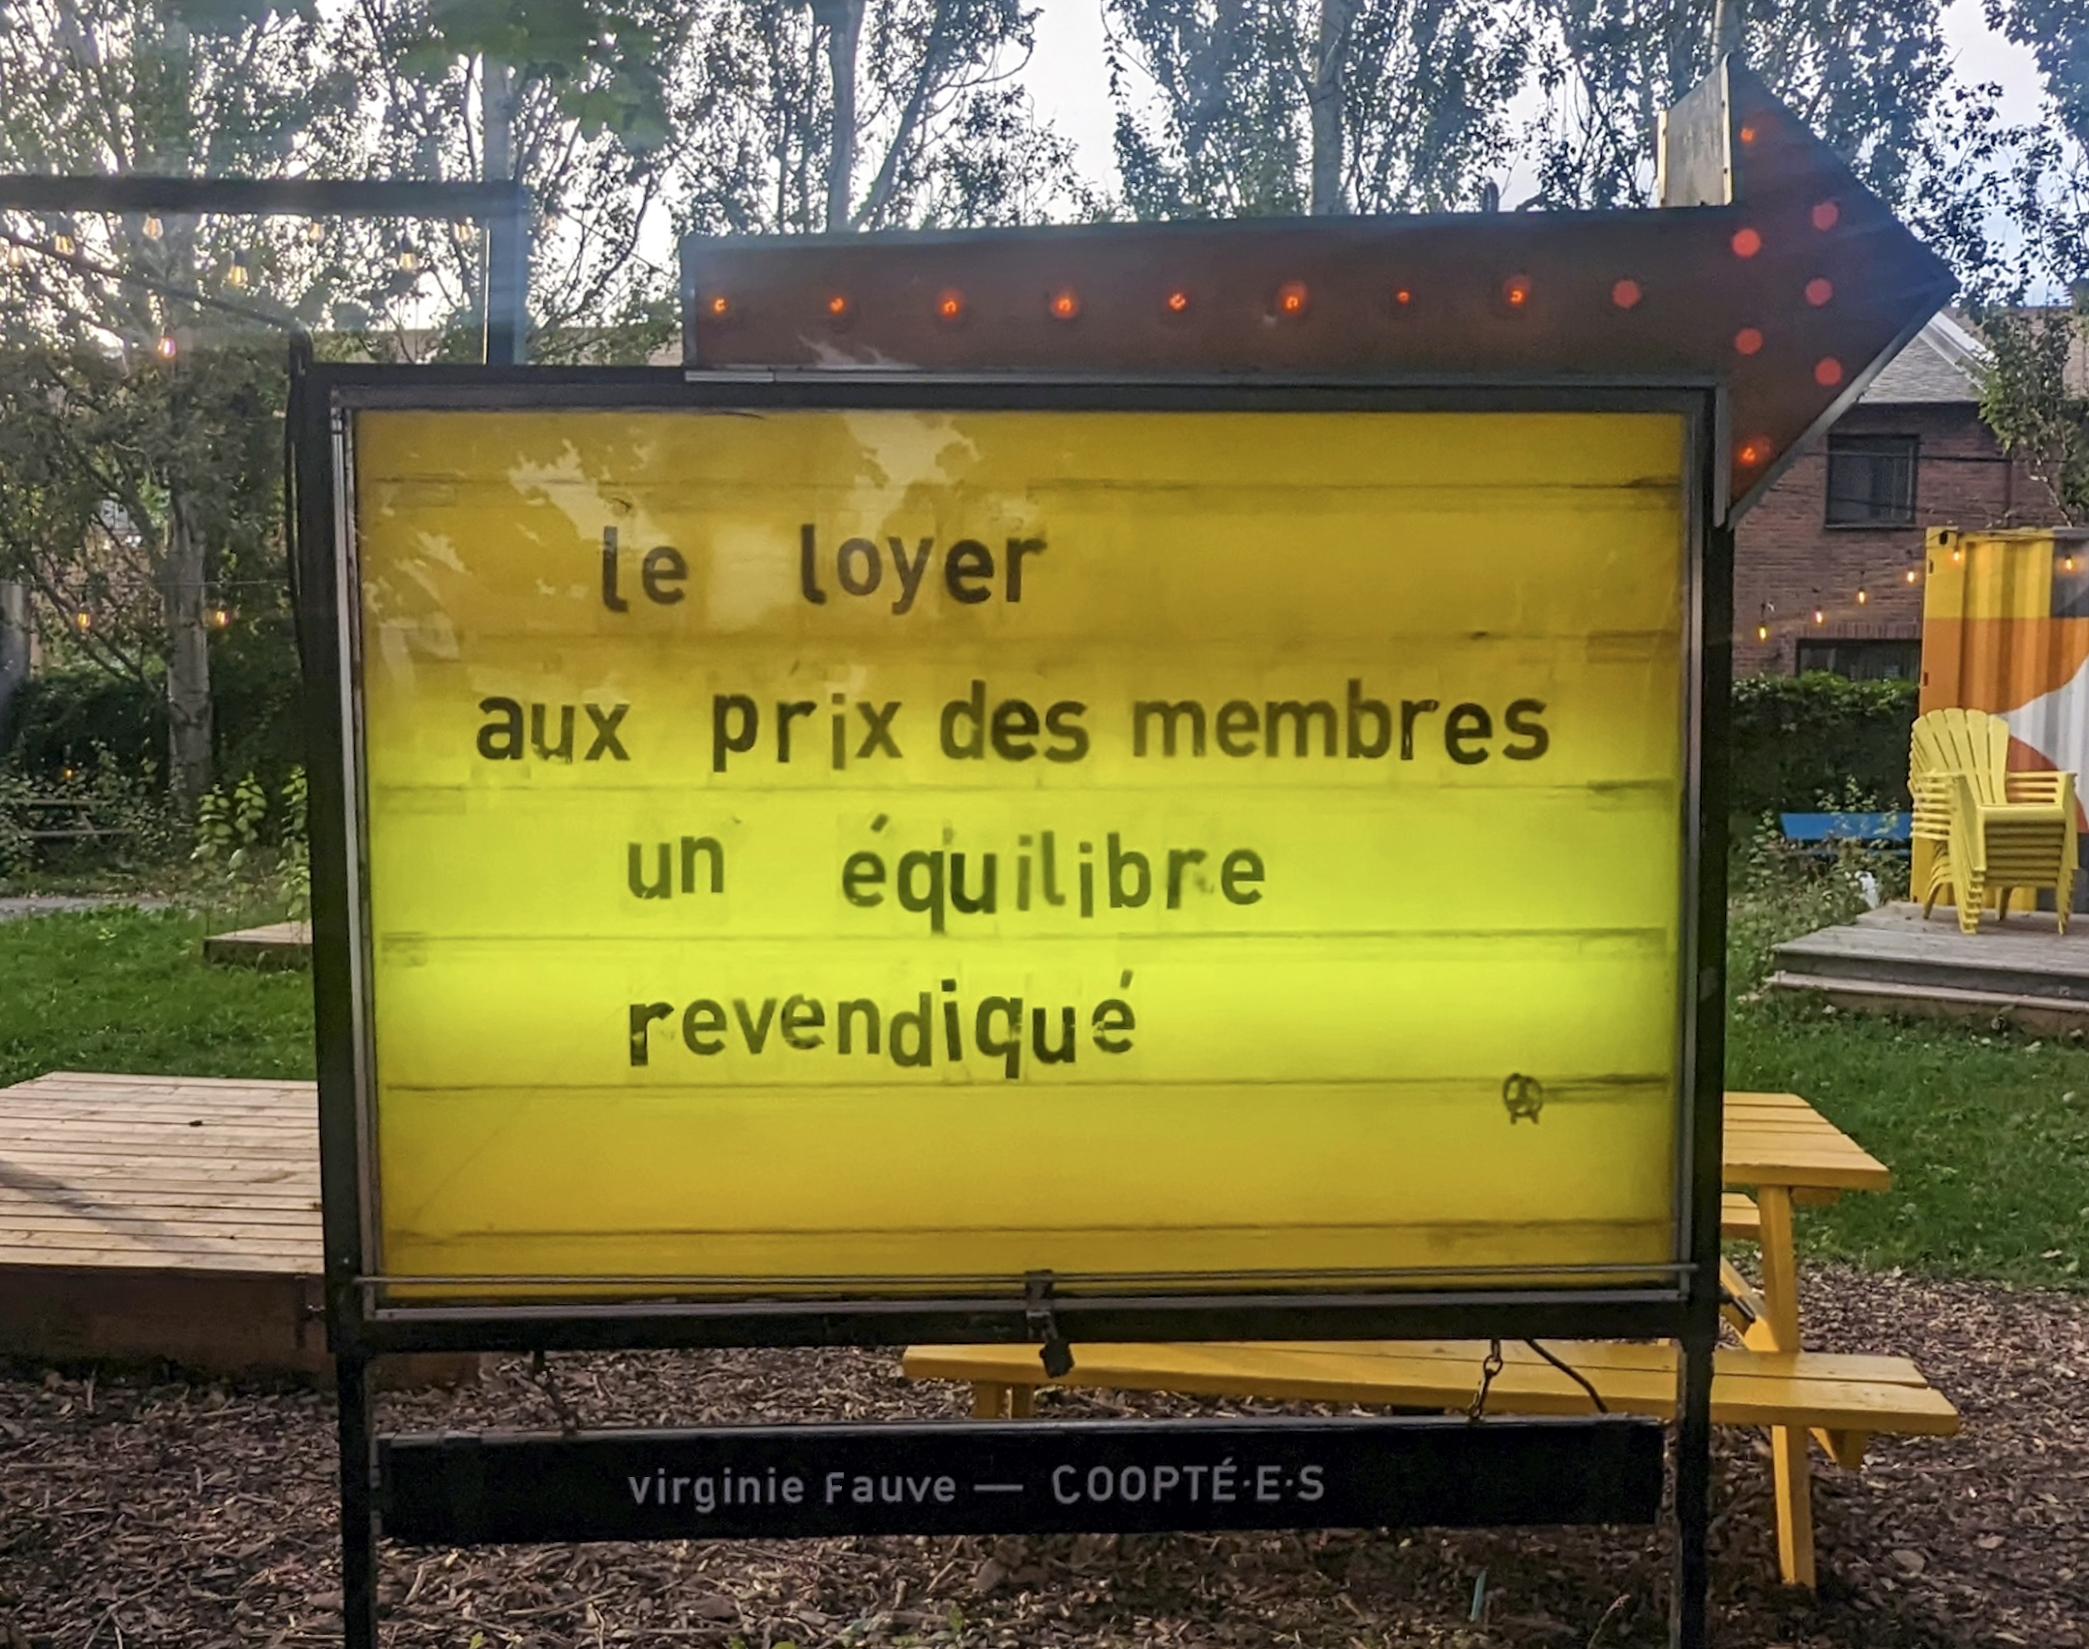 le loyer
aux prix des membres
un équilibre
revendiqué
virginie Fauve — COOPTÉ·E·S